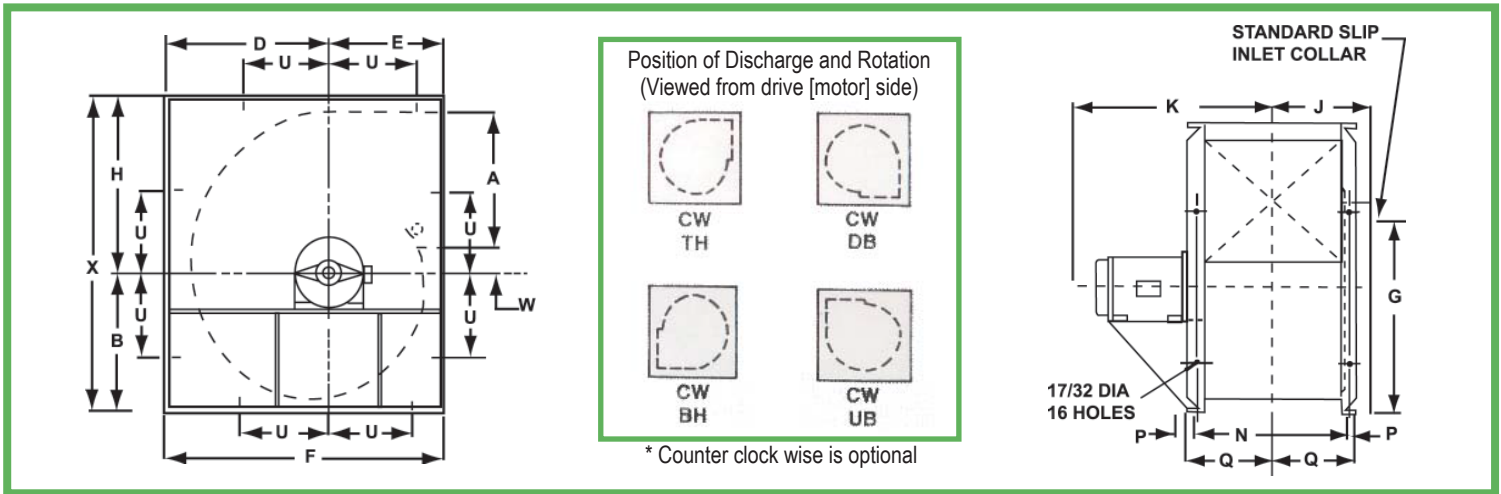 D
E
U
U
H
A
U
U
X
W
U
U
B
U
U
F
Position of Discharge and Rotation
(Viewed from drive [motor] side)
CW
TH
CW
DB
CW
BH
CW
UB
* Counter clock wise is optional
STANDARD SLIP
INLET COLLAR
K
J
G
17/32 DIA
16 HOLES
P
N
P
Q
Q